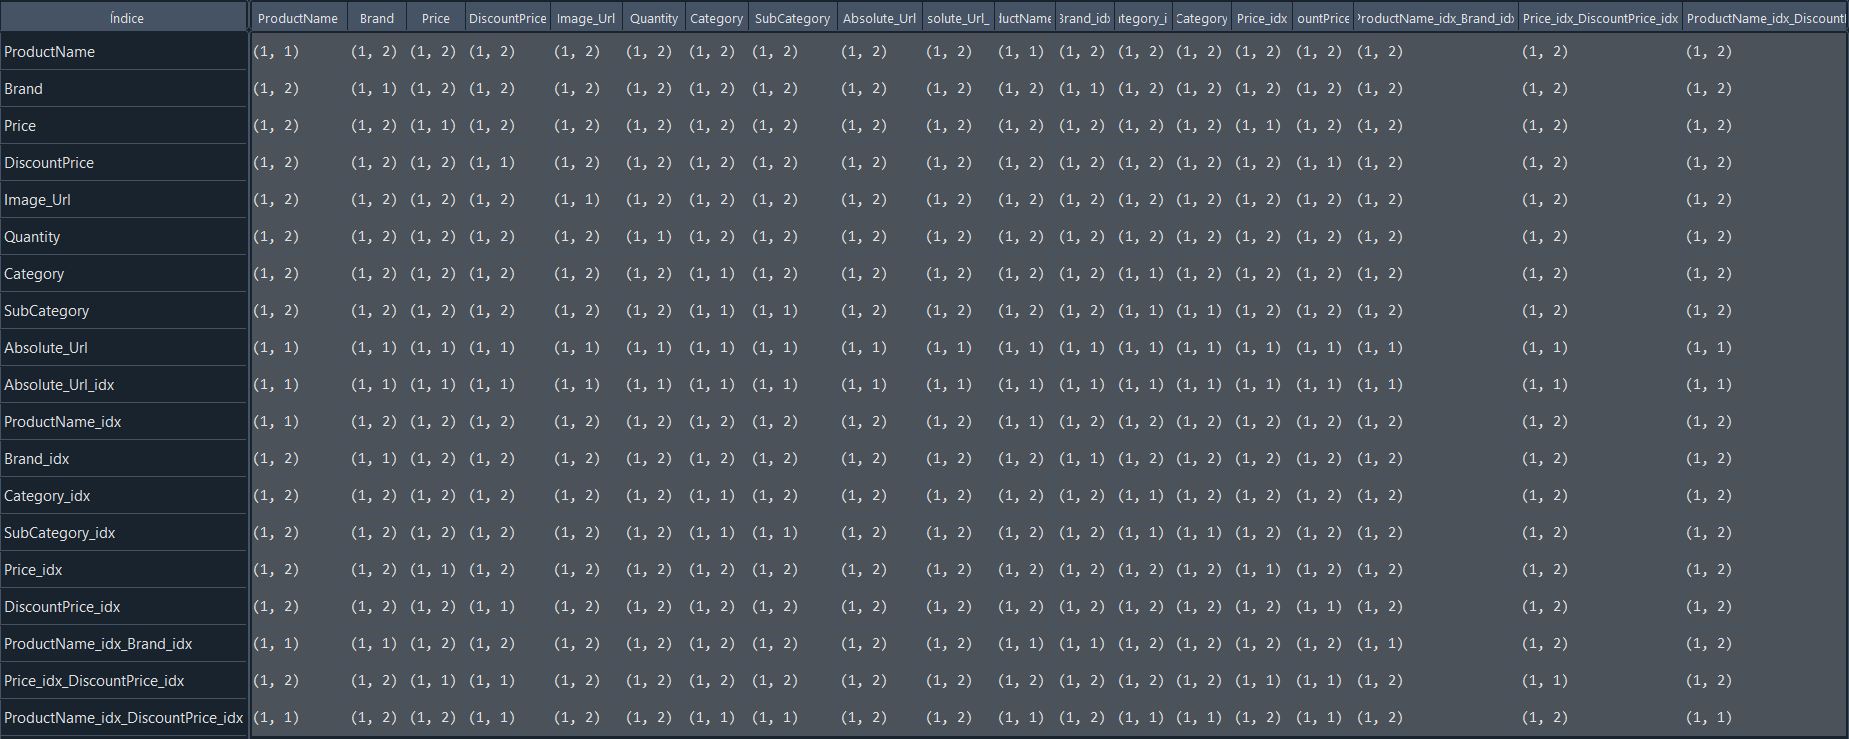 Índice ProductName Brand Price DiscountPrice Image_Url Quantity Category SubCategory Absolute_Url solute_Url_ ductName Brand_id tegory_i Category Price_idx ountPrice ProductName_idx_Brand_id Price_idx_DiscountPrice_idx ProductName_idx_Discount
ProductName (1, 1) (1, 2) (1, 2) (1, 2) (1, 2) (1, 2) (1, 2) (1, 2) (1, 2) (1, 2) (1, 1) (1, 2) (1, 2) (1, 2) (1, 2) (1, 2) (1, 2) (1, 2) (1, 2)
Brand (1, 2) (1, 1) (1, 2) (1, 2) (1, 2) (1, 2) (1, 2) (1, 2) (1, 2) (1, 2) (1, 2) (1, 1) (1, 2) (1, 2) (1, 2) (1, 2) (1, 2) (1, 2) (1, 2)
Price (1, 2) (1, 2) (1, 1) (1, 2) (1, 2) (1, 2) (1, 2) (1, 2) (1, 2) (1, 2) (1, 2) (1, 2) (1, 2) (1, 2) (1, 1) (1, 2) (1, 2) (1, 2) (1, 2)
DiscountPrice (1, 2) (1, 2) (1, 2) (1, 1) (1, 2) (1, 2) (1, 2) (1, 2) (1, 2) (1, 2) (1, 2) (1, 2) (1, 2) (1, 2) (1, 2) (1, 1) (1, 2) (1, 2) (1, 2)
Image_Url (1, 2) (1, 2) (1, 2) (1, 2) (1, 1) (1, 2) (1, 2) (1, 2) (1, 2) (1, 2) (1, 2) (1, 2) (1, 2) (1, 2) (1, 2) (1, 2) (1, 2) (1, 2) (1, 2)
Quantity (1, 2) (1, 2) (1, 2) (1, 2) (1, 2) (1, 1) (1, 2) (1, 2) (1, 2) (1, 2) (1, 2) (1, 2) (1, 2) (1, 2) (1, 2) (1, 2) (1, 2) (1, 2) (1, 2)
Category (1, 2) (1, 2) (1, 2) (1, 2) (1, 2) (1, 2) (1, 1) (1, 2) (1, 2) (1, 2) (1, 2) (1, 2) (1, 1) (1, 2) (1, 2) (1, 2) (1, 2) (1, 2) (1, 2)
SubCategory (1, 2) (1, 2) (1, 2) (1, 2) (1, 2) (1, 2) (1, 1) (1, 1) (1, 2) (1, 2) (1, 2) (1, 2) (1, 1) (1, 1) (1, 2) (1, 2) (1, 2) (1, 2) (1, 2)
Absolute_Url (1, 1) (1, 1) (1, 1) (1, 1) (1, 1) (1, 1) (1, 1) (1, 1) (1, 1) (1, 1) (1, 1) (1, 1) (1, 1) (1, 1) (1, 1) (1, 1) (1, 1) (1, 1) (1, 1)
Absolute_Url_idx (1, 1) (1, 1) (1, 1) (1, 1) (1, 1) (1, 1) (1, 1) (1, 1) (1, 1) (1, 1) (1, 1) (1, 1) (1, 1) (1, 1) (1, 1) (1, 1) (1, 1) (1, 1) (1, 1)
ProductName_idx (1, 1) (1, 2) (1, 2) (1, 2) (1, 2) (1, 2) (1, 2) (1, 2) (1, 2) (1, 2) (1, 1) (1, 2) (1, 2) (1, 2) (1, 2) (1, 2) (1, 2) (1, 2) (1, 2)
Brand_idx (1, 2) (1, 1) (1, 2) (1, 2) (1, 2) (1, 2) (1, 2) (1, 2) (1, 2) (1, 2) (1, 2) (1, 1) (1, 2) (1, 2) (1, 2) (1, 2) (1, 2) (1, 2) (1, 2)
Category_idx (1, 2) (1, 2) (1, 2) (1, 2) (1, 2) (1, 2) (1, 1) (1, 2) (1, 2) (1, 2) (1, 2) (1, 2) (1, 1) (1, 2) (1, 2) (1, 2) (1, 2) (1, 2) (1, 2)
SubCategory_idx (1, 2) (1, 2) (1, 2) (1, 2) (1, 2) (1, 2) (1, 1) (1, 1) (1, 2) (1, 2) (1, 2) (1, 2) (1, 1) (1, 1) (1, 2) (1, 2) (1, 2) (1, 2) (1, 2)
Price_idx (1, 2) (1, 2) (1, 1) (1, 2) (1, 2) (1, 2) (1, 2) (1, 2) (1, 2) (1, 2) (1, 2) (1, 2) (1, 2) (1, 2) (1, 1) (1, 2) (1, 2) (1, 2) (1, 2)
DiscountPrice_idx (1, 2) (1, 2) (1, 2) (1, 1) (1, 2) (1, 2) (1, 2) (1, 2) (1, 2) (1, 2) (1, 2) (1, 2) (1, 2) (1, 2) (1, 2) (1, 1) (1, 2) (1, 2) (1, 2)
ProductName_idx_Brand_idx (1, 1) (1, 1) (1, 2) (1, 2) (1, 2) (1, 2) (1, 1) (1, 2) (1, 2) (1, 2) (1, 1) (1, 1) (1, 1) (1, 2) (1, 2) (1, 2) (1, 1) (1, 2) (1, 2)
Price_idx_DiscountPrice_idx (1, 2) (1, 2) (1, 1) (1, 1) (1, 2) (1, 2) (1, 2) (1, 2) (1, 2) (1, 2) (1, 2) (1, 2) (1, 2) (1, 2) (1, 1) (1, 1) (1, 2) (1, 1) (1, 2)
ProductName_idx_DiscountPrice_idx (1, 1) (1, 2) (1, 2) (1, 1) (1, 2) (1, 2) (1, 1) (1, 1) (1, 2) (1, 2) (1, 1) (1, 2) (1, 1) (1, 1) (1, 2) (1, 1) (1, 2) (1, 2) (1, 1)